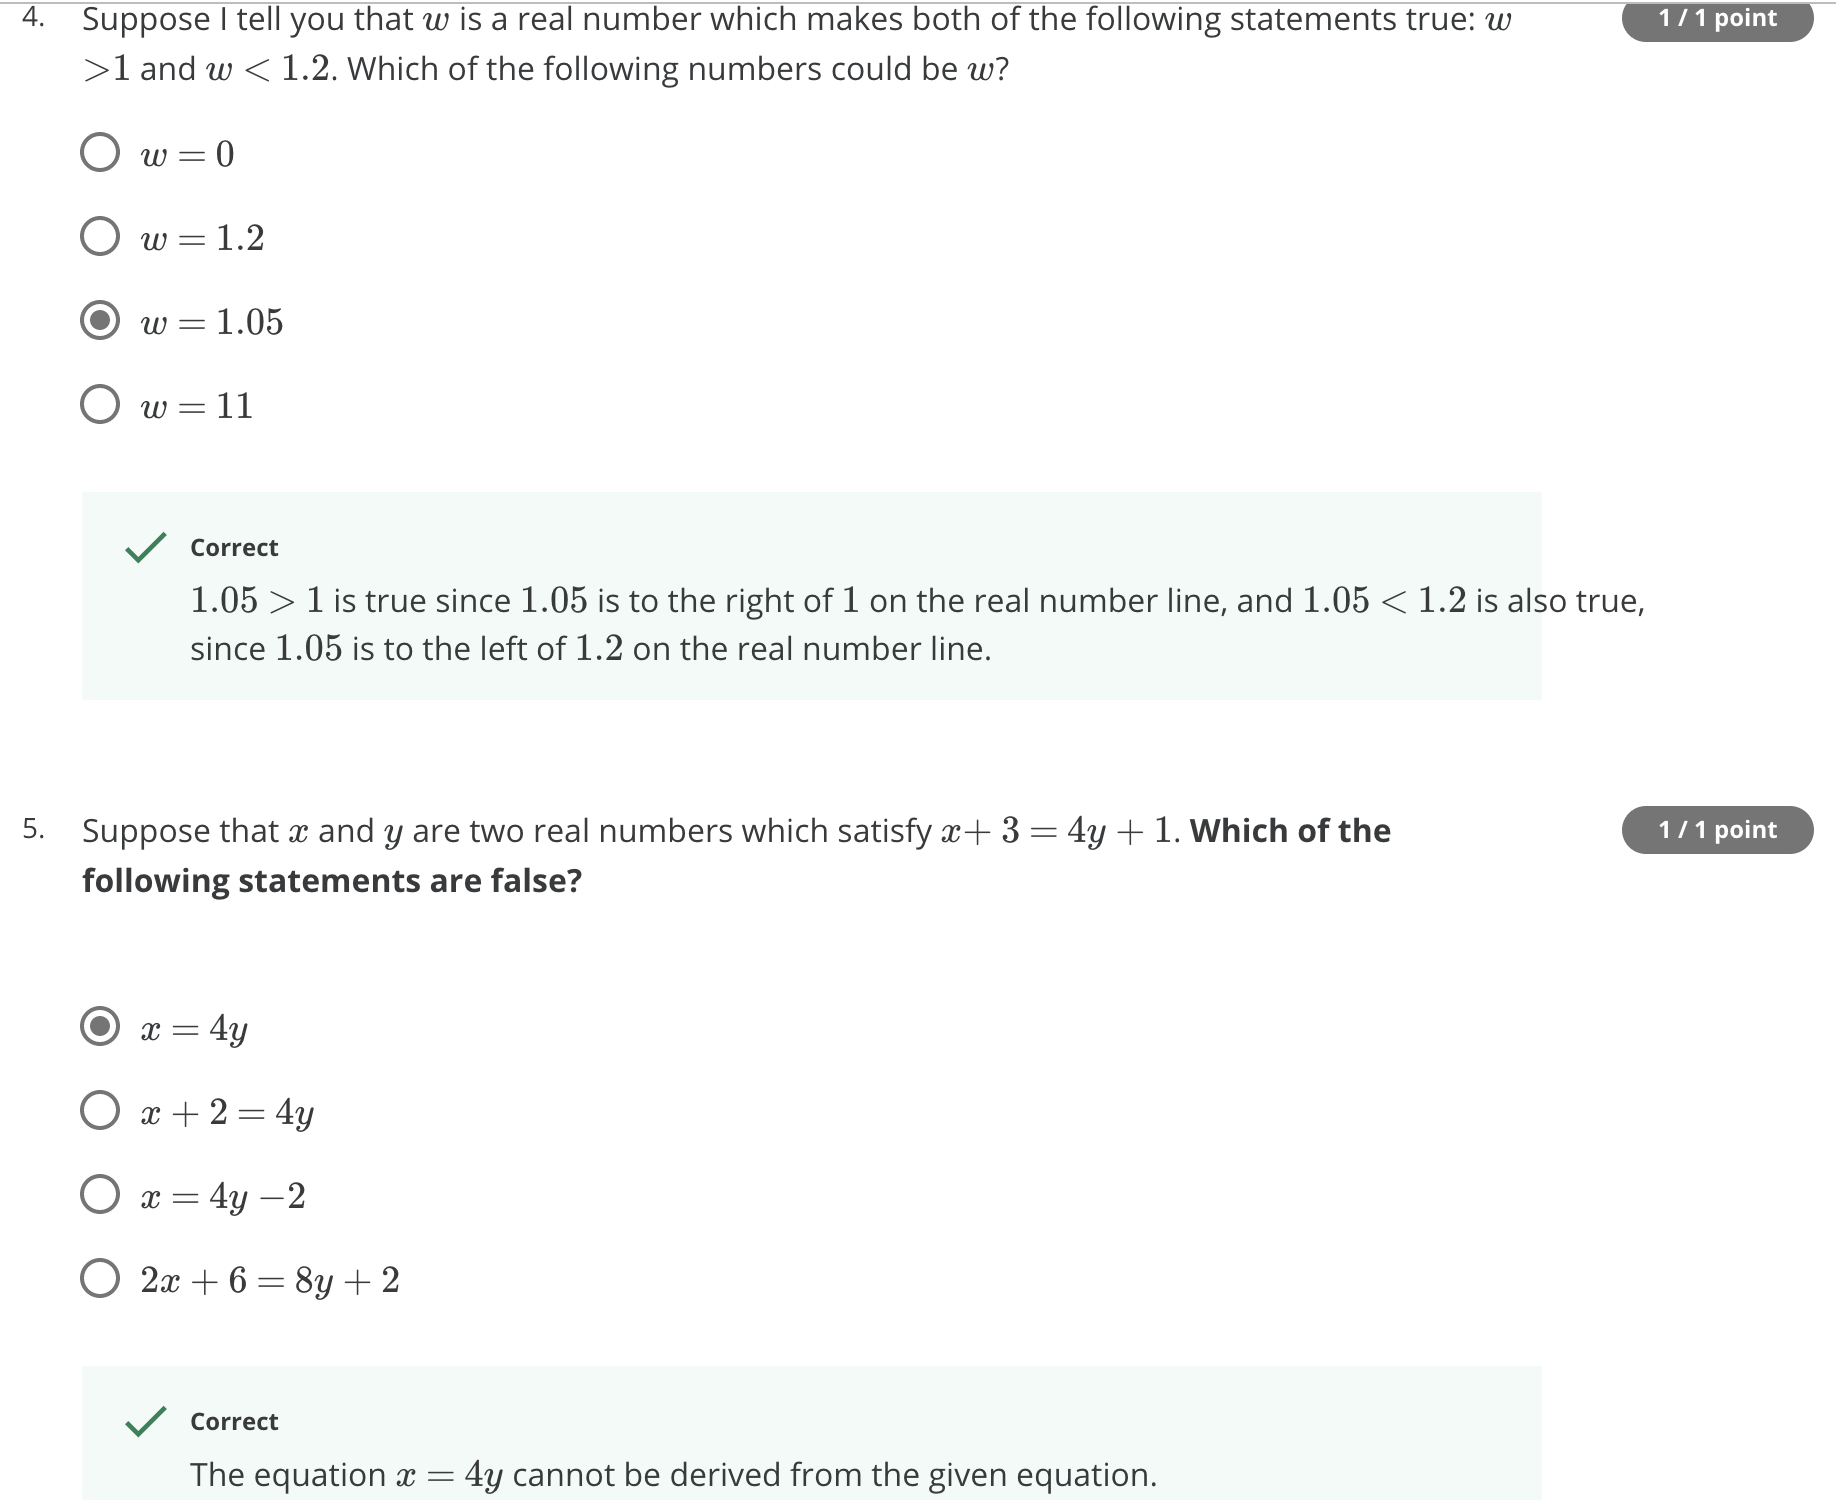 4. Suppose I tell you that w is a real number which makes both of the following statements true: w 1 / 1 point
>1 and w < 1.2. Which of the following numbers could be w?
w = 0
w = 1.2
w = 1.05
w = 11
Correct
1.05 > 1 is true since 1.05 is to the right of 1 on the real number line, and 1.05 < 1.2 is also true,
since 1.05 is to the left of 1.2 on the real number line.
5. Suppose that x and y are two real numbers which satisfy x+ 3 = 4y + 1. Which of the 1 / 1 point
following statements are false?
x = 4y
x + 2 = 4y
x = 4y −2
2x + 6 = 8y + 2
Correct
The equation x = 4y cannot be derived from the given equation.